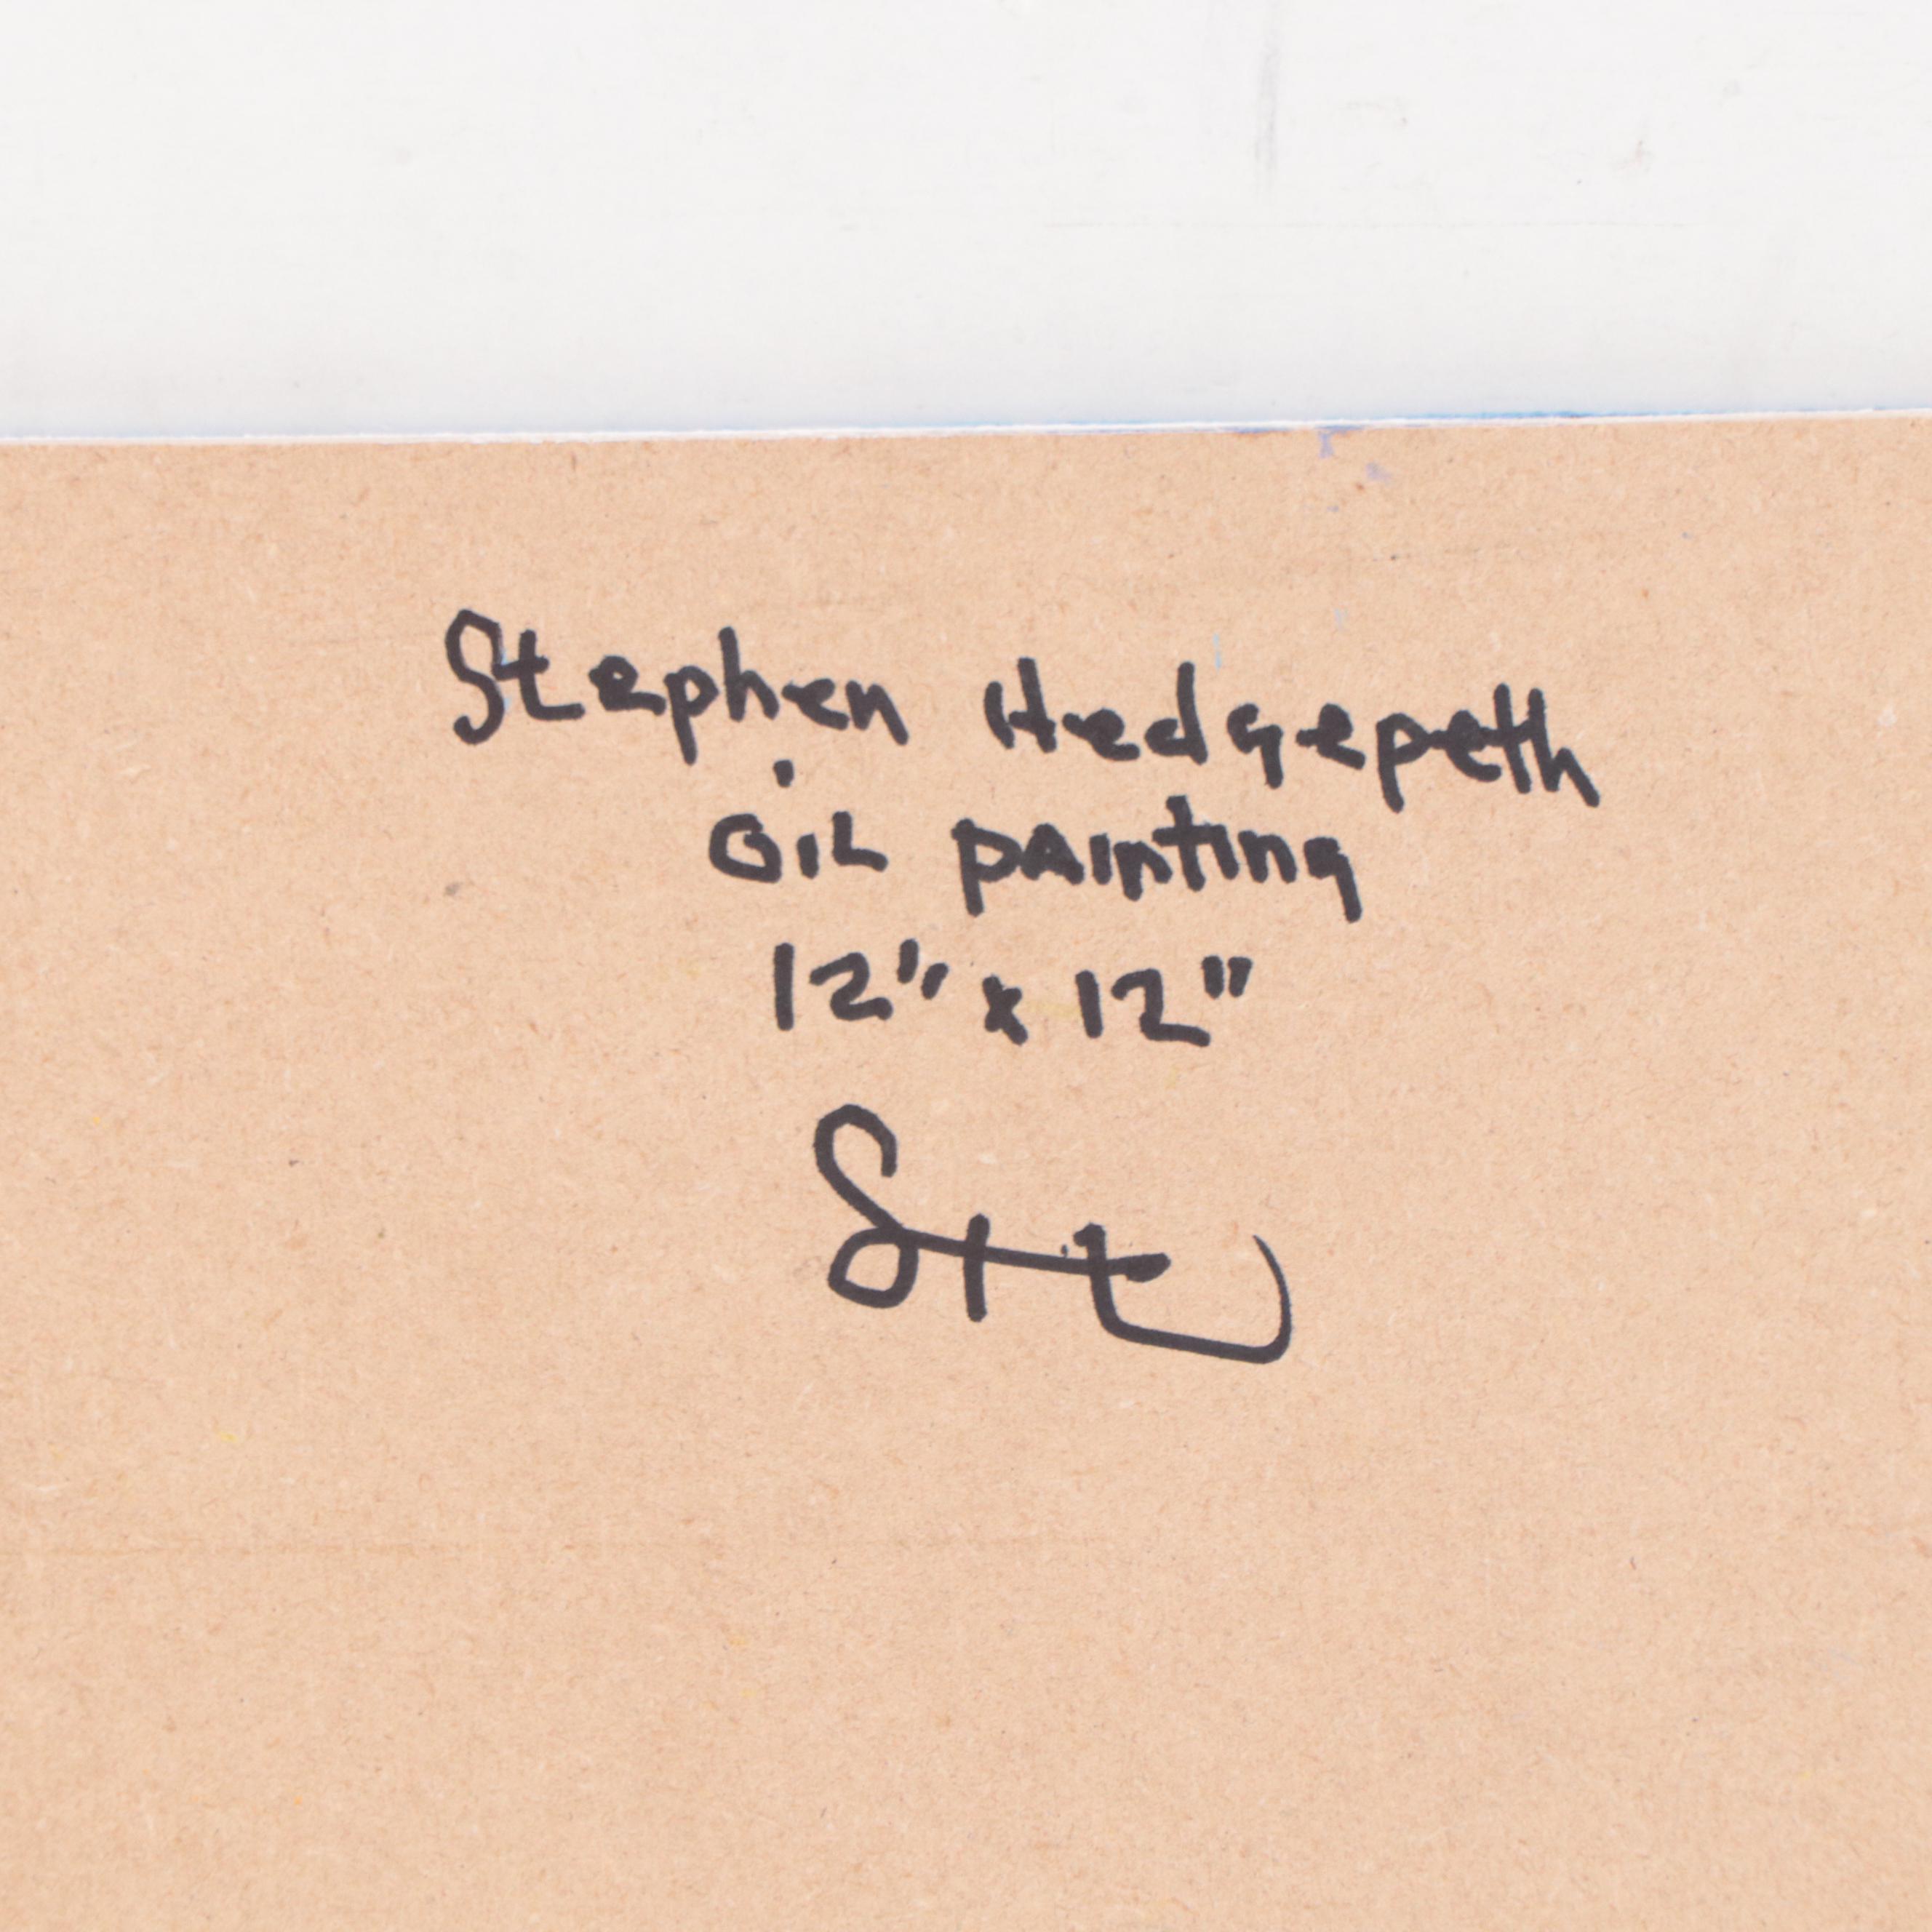 Stephen Hedgepeth
OIL PAINting
12" x 12"